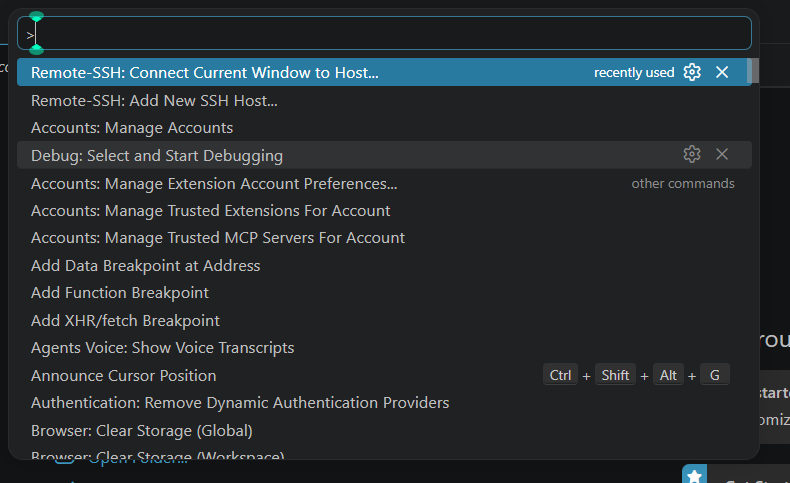 >
Remote-SSH: Connect Current Window to Host... recently used
Remote-SSH: Add New SSH Host...
Accounts: Manage Accounts
Debug: Select and Start Debugging
Accounts: Manage Extension Account Preferences... other commands
Accounts: Manage Trusted Extensions For Account
Accounts: Manage Trusted MCP Servers For Account
Add Data Breakpoint at Address
Add Function Breakpoint
Add XHR/fetch Breakpoint
Agents Voice: Show Voice Transcripts
Announce Cursor Position Ctrl + Shift + Alt + G
Authentication: Remove Dynamic Authentication Providers
Browser: Clear Storage (Global)
Browser: Clear Storage (Workspace)
Open Folder...